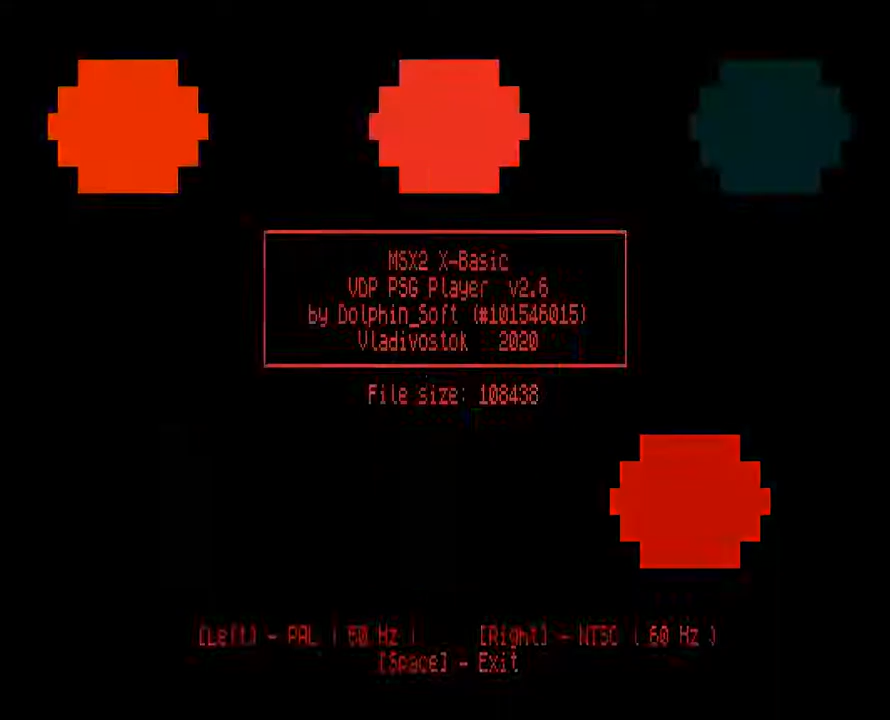 MSX2 X-Basic
VDP PSG Player v2.6
by Dolphin_Soft (#101546015)
Vladivostok 2020
File size: 108438
[Left] - PAL ( 50 Hz ) [Right] - NTSC ( 60 Hz )
[Space] - Exit